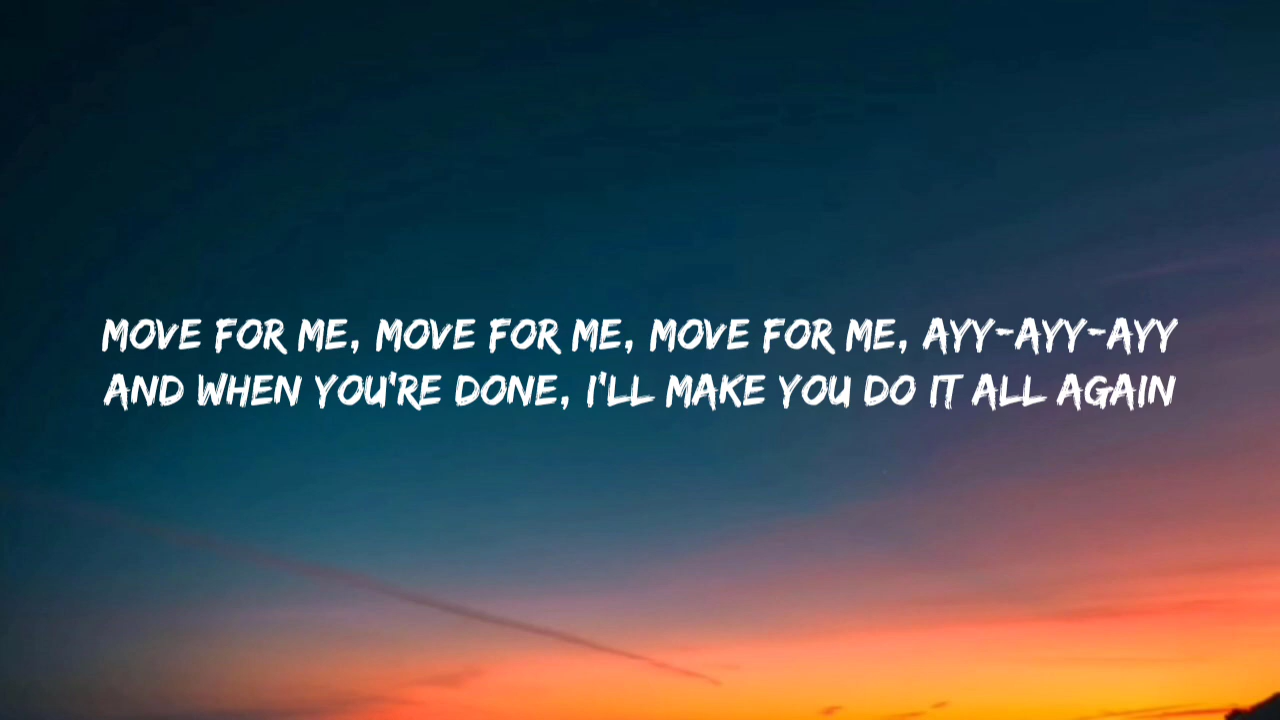 MOVE FOR ME, MOVE FOR ME, MOVE FOR ME, AYY-AYY-AYY
AND WHEN YOU'RE DONE, I'LL MAKE YOU DO IT ALL AGAIN